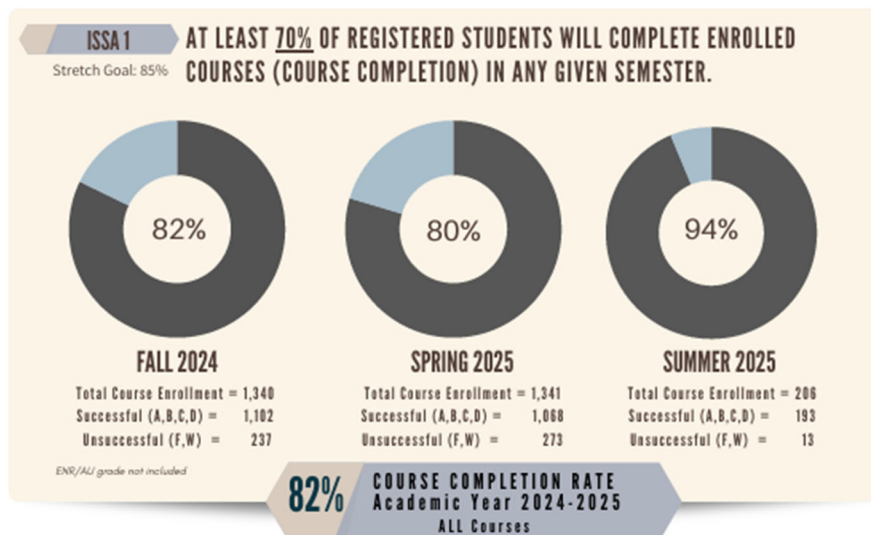 ISSA 1
Stretch Goal: 85%
AT LEAST 70% OF REGISTERED STUDENTS WILL COMPLETE ENROLLED
COURSES (COURSE COMPLETION) IN ANY GIVEN SEMESTER.
82%
80%
94%
FALL 2024
Total Course Enrollment = 1,340
Successful (A,B,C,D) = 1,102
Unsuccessful (F,W) = 237
SPRING 2025
Total Course Enrollment = 1,341
Successful (A,B,C,D) = 1,068
Unsuccessful (F,W) = 273
SUMMER 2025
Total Course Enrollment = 206
Successful (A,B,C,D) = 193
Unsuccessful (F,W) = 13
ENR/AU grade not included
82%
COURSE COMPLETION RATE
Academic Year 2024-2025
ALL Courses